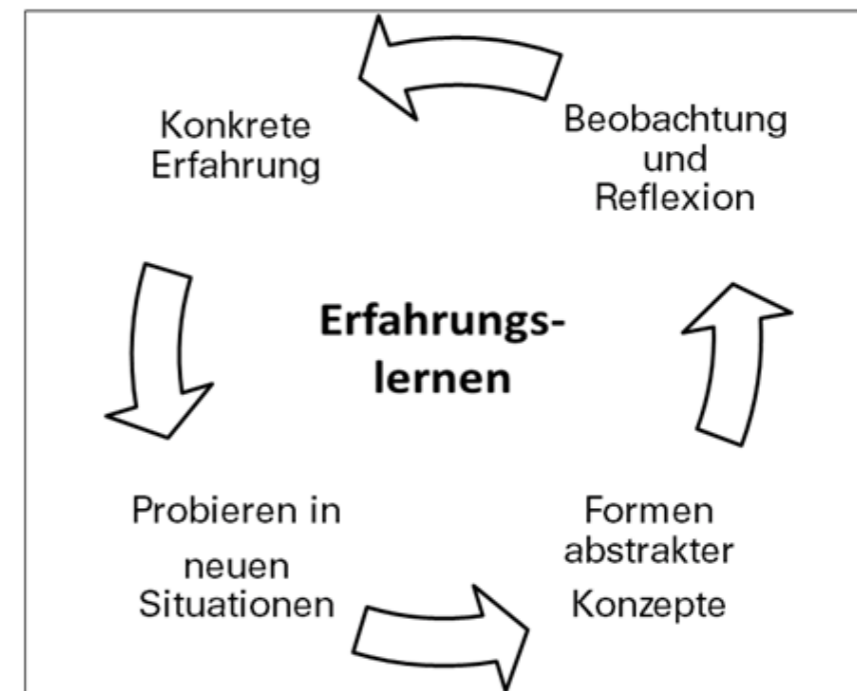 Konkrete
Erfahrung
Beobachtung
und
Reflexion
Erfahrungs-
lernen
Probieren in
neuen
Situationen
Formen
abstrakter
Konzepte